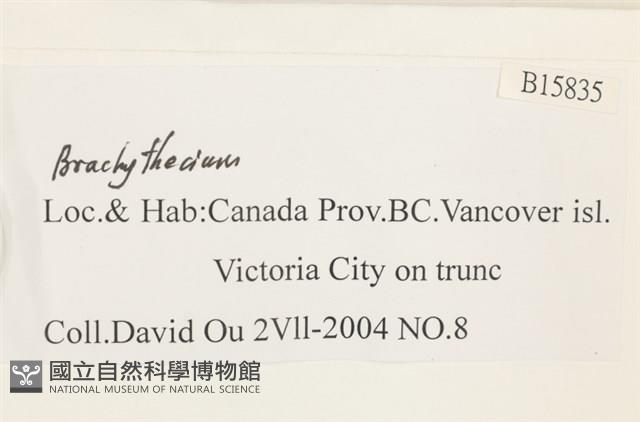 B15835
Brachythecium
Loc.& Hab:Canada Prov.BC.Vancover isl.
Victoria City on trunc
Coll.David Ou 2Vll-2004 NO.8
國立自然科學博物館
NATIONAL MUSEUM OF NATURAL SCIENCE